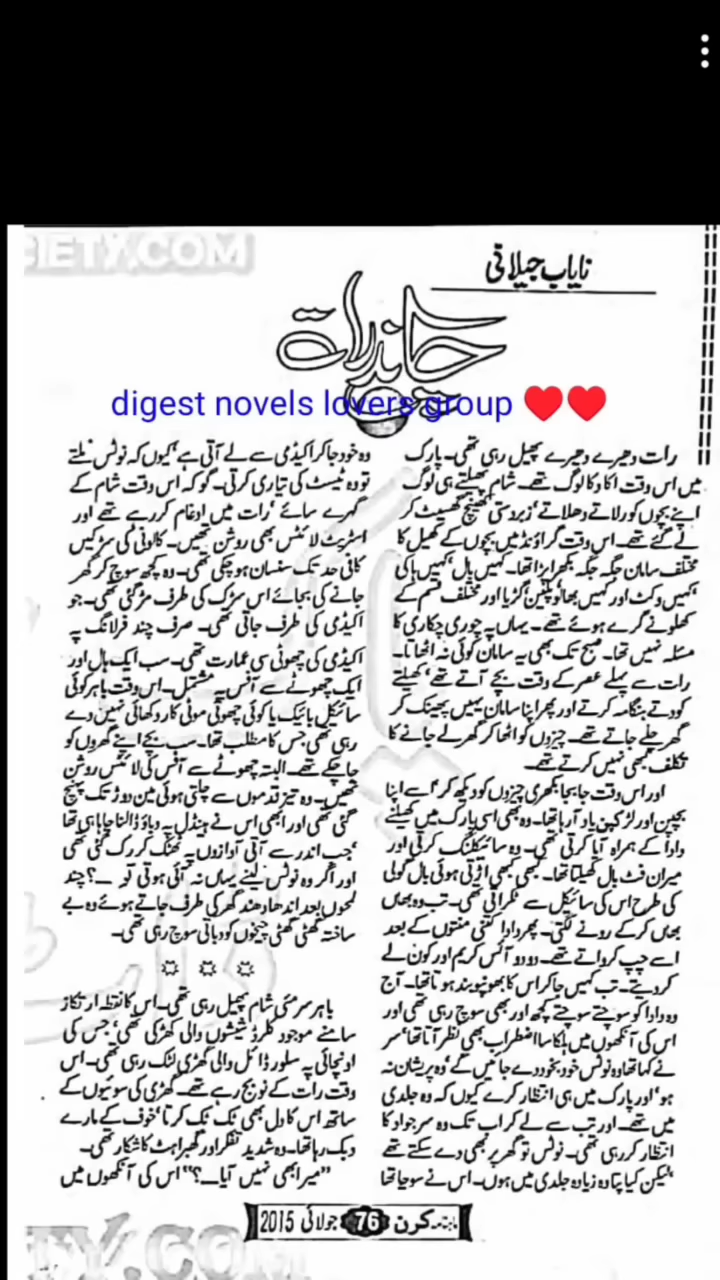 CIETY.COM
نایاب جیلانی
چاند رات
digest novels lovers group ❤️❤️
رات دھیرے دھیرے پھیل رہی تھی۔ پارک
میں اس وقت اکا دکا لوگ تھے۔ شام پھیلتے ہی لوگ
اپنے بچوں کو رلاتے دھلاتے، زبردستی کھینچ گھسیٹ کر
لے گئے تھے۔ اس وقت گراؤنڈ میں بچوں کے کھیل کا
مختلف سامان جگہ جگہ بکھرا پڑا تھا۔ کہیں بال، کہیں ہاکی
کہیں وکٹ اور کہیں بھالو، پلین، گڑیا اور مختلف قسم کے
کھلونے گرے ہوئے تھے۔ یہاں پہ چوری چکاری کا
مسئلہ نہیں تھا۔ صبح تک بھی یہ سامان کوئی نہ اٹھاتا۔
رات سے پہلے عصر کے وقت بچے آتے تھے، کھیلتے
کودتے ہنگامہ کرتے اور پھر اپنا سامان یہیں پھینک کر
گھر چلے جاتے تھے۔ چیزوں کو اٹھا کر گھر لے جانے کا
تکلف کبھی نہیں کرتے تھے۔
اور اس وقت جا بجا بکھری چیزوں کو دیکھ کر اسے اپنا
بچپن اور لڑکپن یاد آ رہا تھا۔ وہ بھی اسی پارک میں کھیلنے
دادا کے ہمراہ آیا کرتی تھی۔ وہ سائیکلنگ کرتی اور
میران فٹ بال کھیلتا تھا۔ کبھی کبھی اڑتی ہوئی بال گولی
کی طرح اس کی سائیکل سے ٹکراتی تھی۔ تب وہ بھاں
بھاں کر کے رونے لگتی۔ پھر دادا کتنی منتوں کے بعد
اسے چپ کرواتے تھے۔ دو دو آئس کریم اور کون لے
کر دیتے۔ تب کہیں جا کر اس کا بھونپو بند ہوتا تھا۔ آج
وہ دادا کو سوچتے سوچتے کچھ اور بھی سوچ رہی تھی اور
اس کی آنکھوں میں ہلکا سا اضطراب بھی نظر آتا تھا، سر
نے کہا تھا وہ نوٹس خود بخود دے جائیں گے، وہ پریشان نہ
ہو، اور پارک میں ہی انتظار کرے کیوں کہ وہ جلدی
میں تھے۔ اور تب سے لے کر اب تک وہ سر جواد کا
انتظار کر رہی تھی۔ نوٹس تو گھر پر بھی دے سکتے تھے
لیکن کیا پتا وہ زیادہ جلدی میں ہوں۔ اس نے سوچا تھا
وہ خود جا کر اکیڈمی سے لے آتی ہے، کیوں کہ نوٹس ملتے
تو وہ ٹیسٹ کی تیاری کرتی۔ گو کہ اس وقت شام کے
گہرے سائے، رات میں ادغام کر رہے تھے اور
اسٹریٹ لائٹس بھی روشن تھیں۔ کالونی کی سڑکیں
کافی حد تک سنسان ہو چکی تھی۔ وہ کچھ سوچ کر گھر
جانے کی بجائے اس سڑک کی طرف مڑ گئی تھی۔ جو
اکیڈمی کی طرف جاتی تھی۔ صرف چند فرلانگ پہ
اکیڈمی کی چھوٹی سی عمارت تھی۔ سب ایک ہال اور
ایک چھوٹے سے آفس پہ مشتمل۔ اس وقت باہر کوئی
سائیکل بائیک یا کوئی چھوٹی موٹی کار دکھائی نہیں دے
رہی تھی جس کا مطلب تھا۔ سب بچے اپنے گھروں کو
جا چکے تھے۔ البتہ چھوٹے سے آفس کی لائٹس روشن
تھیں۔ وہ تیز قدموں سے چلتی ہوئی مین روڑ تک پہنچ
گئی تھی اور ابھی اس نے ہینڈل پہ دباؤ ڈالنا چاہا ہی تھا
جب اندر سے آتی آوازوں پہ ٹھٹک کر رک گئی تھی
اور اگر وہ نوٹس لینے یہاں نہ آئی ہوتی تو ۔۔؟ چند
لمحوں بعد اندھا دھند گھر کی طرف جاتے ہوئے وہ بے
ساختہ گھٹی گھٹی چیخوں کو دباتی سوچ رہی تھی۔
☼ ☼ ☼
باہر سرمئی شام پھیل رہی تھی۔ اس کا نقطہ ارتکاز
سامنے موجود کلرڈ شیشوں والی کھڑکی تھی، جس کی
اونچائی پہ سلور ڈائل والی گھڑی لٹک رہی تھی۔ اس
وقت رات کے نو بج رہے تھے۔ گھڑی کی سوئیوں کے
ساتھ اس کا دل بھی ٹک ٹک کرتا، خوف کے مارے
دبک رہا تھا۔ وہ شدید تفکر اور گھبراہٹ کا شکار تھی۔
"میرا بھی نہیں آیا۔۔؟" اس کی آنکھوں میں
ماہنامہ کرن 76 جولائی 2015
ETY.CO